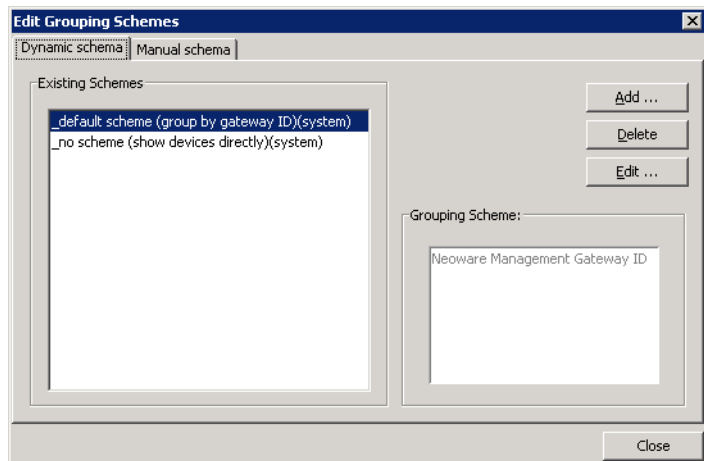 Edit Grouping Schemes
Dynamic schema Manual schema
Existing Schemes
_default scheme (group by gateway ID)(system)
_no scheme (show devices directly)(system)
Add ...
Delete
Edit ...
Grouping Scheme:
Neoware Management Gateway ID
Close